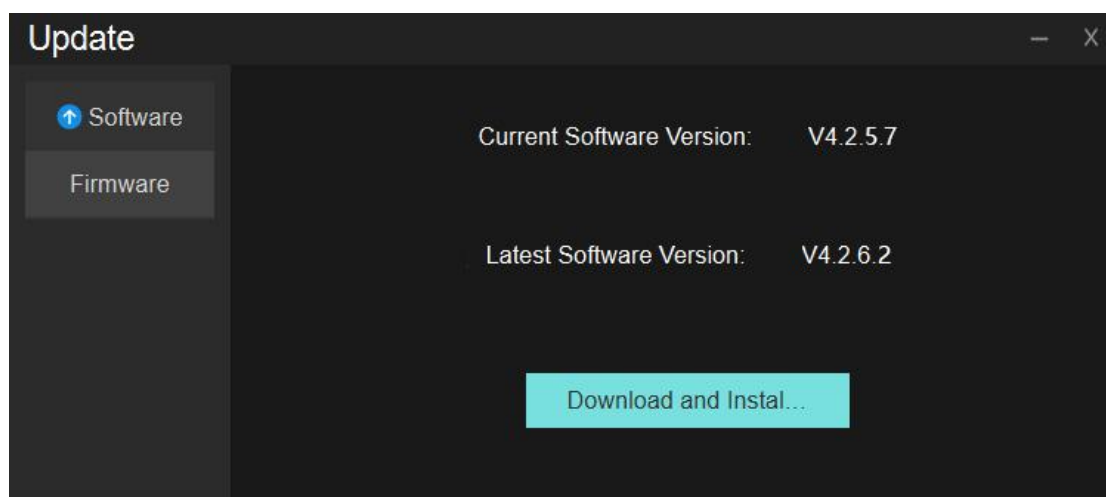 Update
Software
Firmware
Current Software Version: V4.2.5.7
Latest Software Version: V4.2.6.2
Download and Instal...